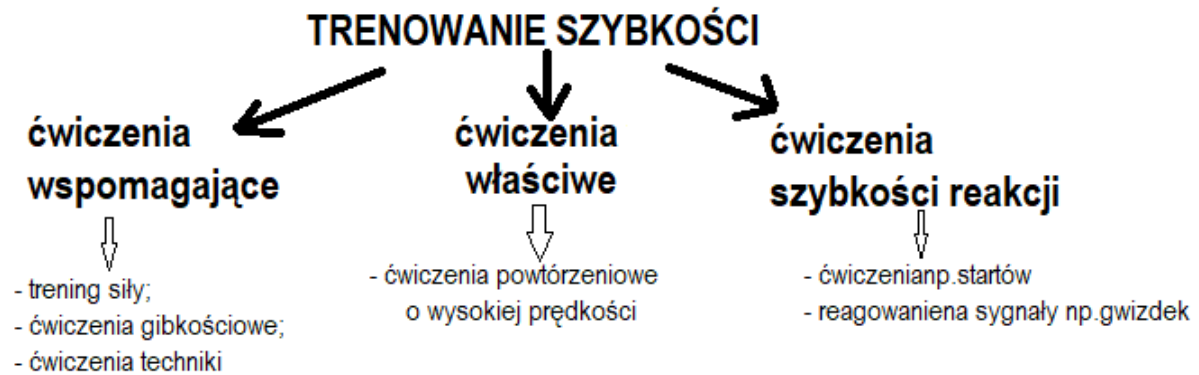 TRENOWANIE SZYBKOŚCI
ćwiczenia
wspomagające
- trening siły;
- ćwiczenia gibkościowe;
- ćwiczenia techniki
ćwiczenia
właściwe
- ćwiczenia powtórzeniowe
o wysokiej prędkości
ćwiczenia
szybkości reakcji
- ćwiczenianp.startów
- reagowaniena sygnały np.gwizdek